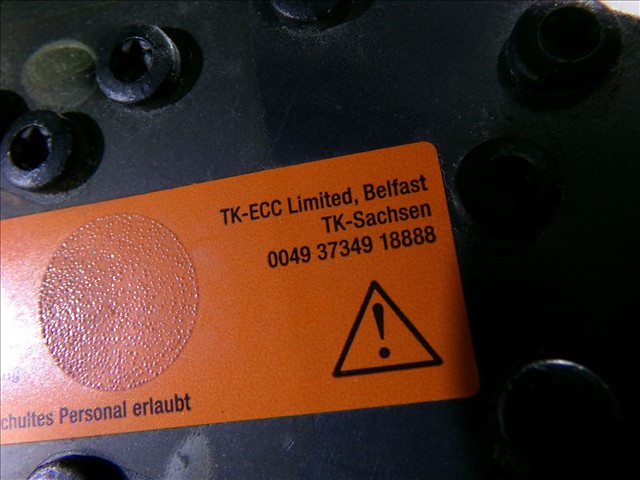 TK-ECC Limited, Belfast
TK-Sachsen
0049 37349 18888
chultes Personal erlaubt